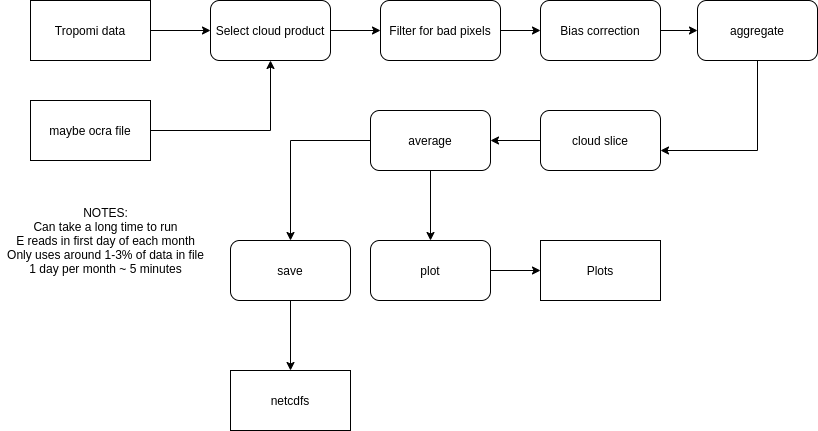 Tropomi data
Select cloud product
Filter for bad pixels
Bias correction
aggregate
maybe ocra file
average
cloud slice
NOTES:
Can take a long time to run
E reads in first day of each month
Only uses around 1-3% of data in file
1 day per month ~ 5 minutes
save
plot
Plots
netcdfs